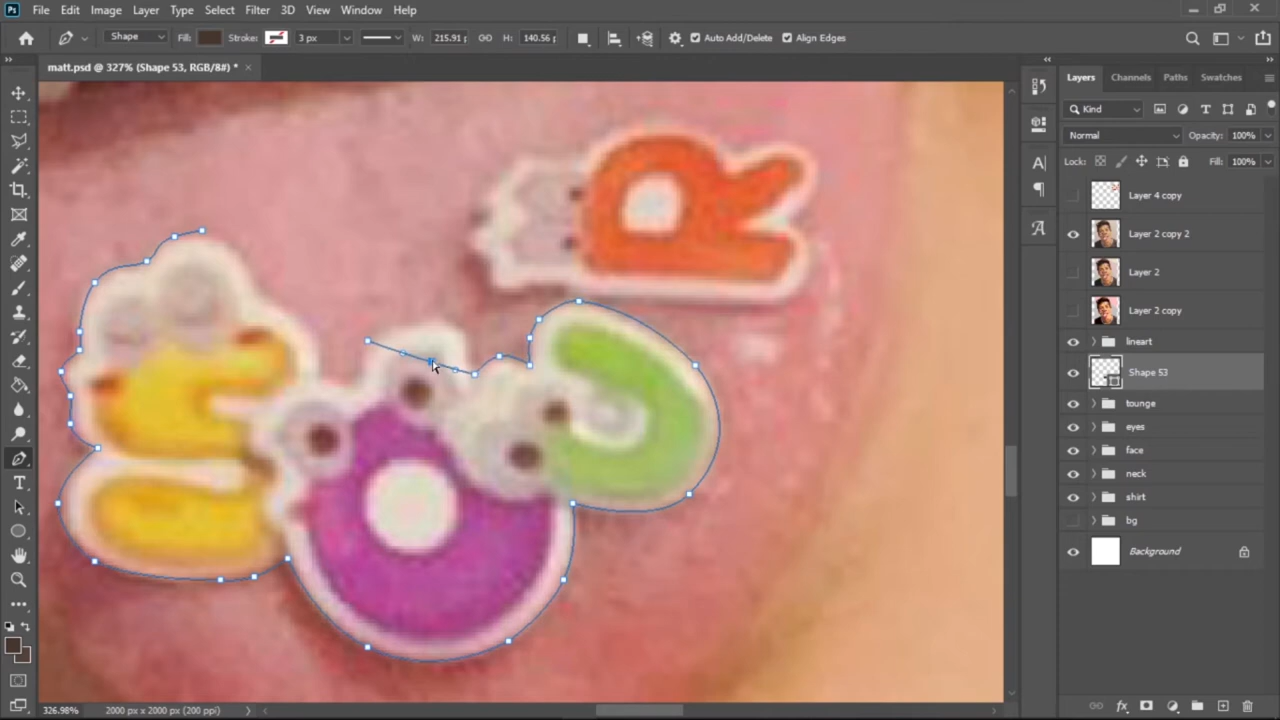 Ps File Edit Image Layer Type Select Filter 3D View Window Help
Shape Fill: Stroke: 3 px W: 215.91 H: 140.56 Auto Add/Delete Align Edges
matt.psd @ 327% (Shape 53, RGB/8#) * ×
Layers Channels Paths Swatches
Kind
Normal Opacity: 100%
Lock: Fill: 100%
Layer 4 copy
Layer 2 copy 2
Layer 2
Layer 2 copy
lineart
Shape 53
tounge
eyes
face
neck
shirt
bg
Background
R
326.98% 2000 px x 2000 px (200 ppi)